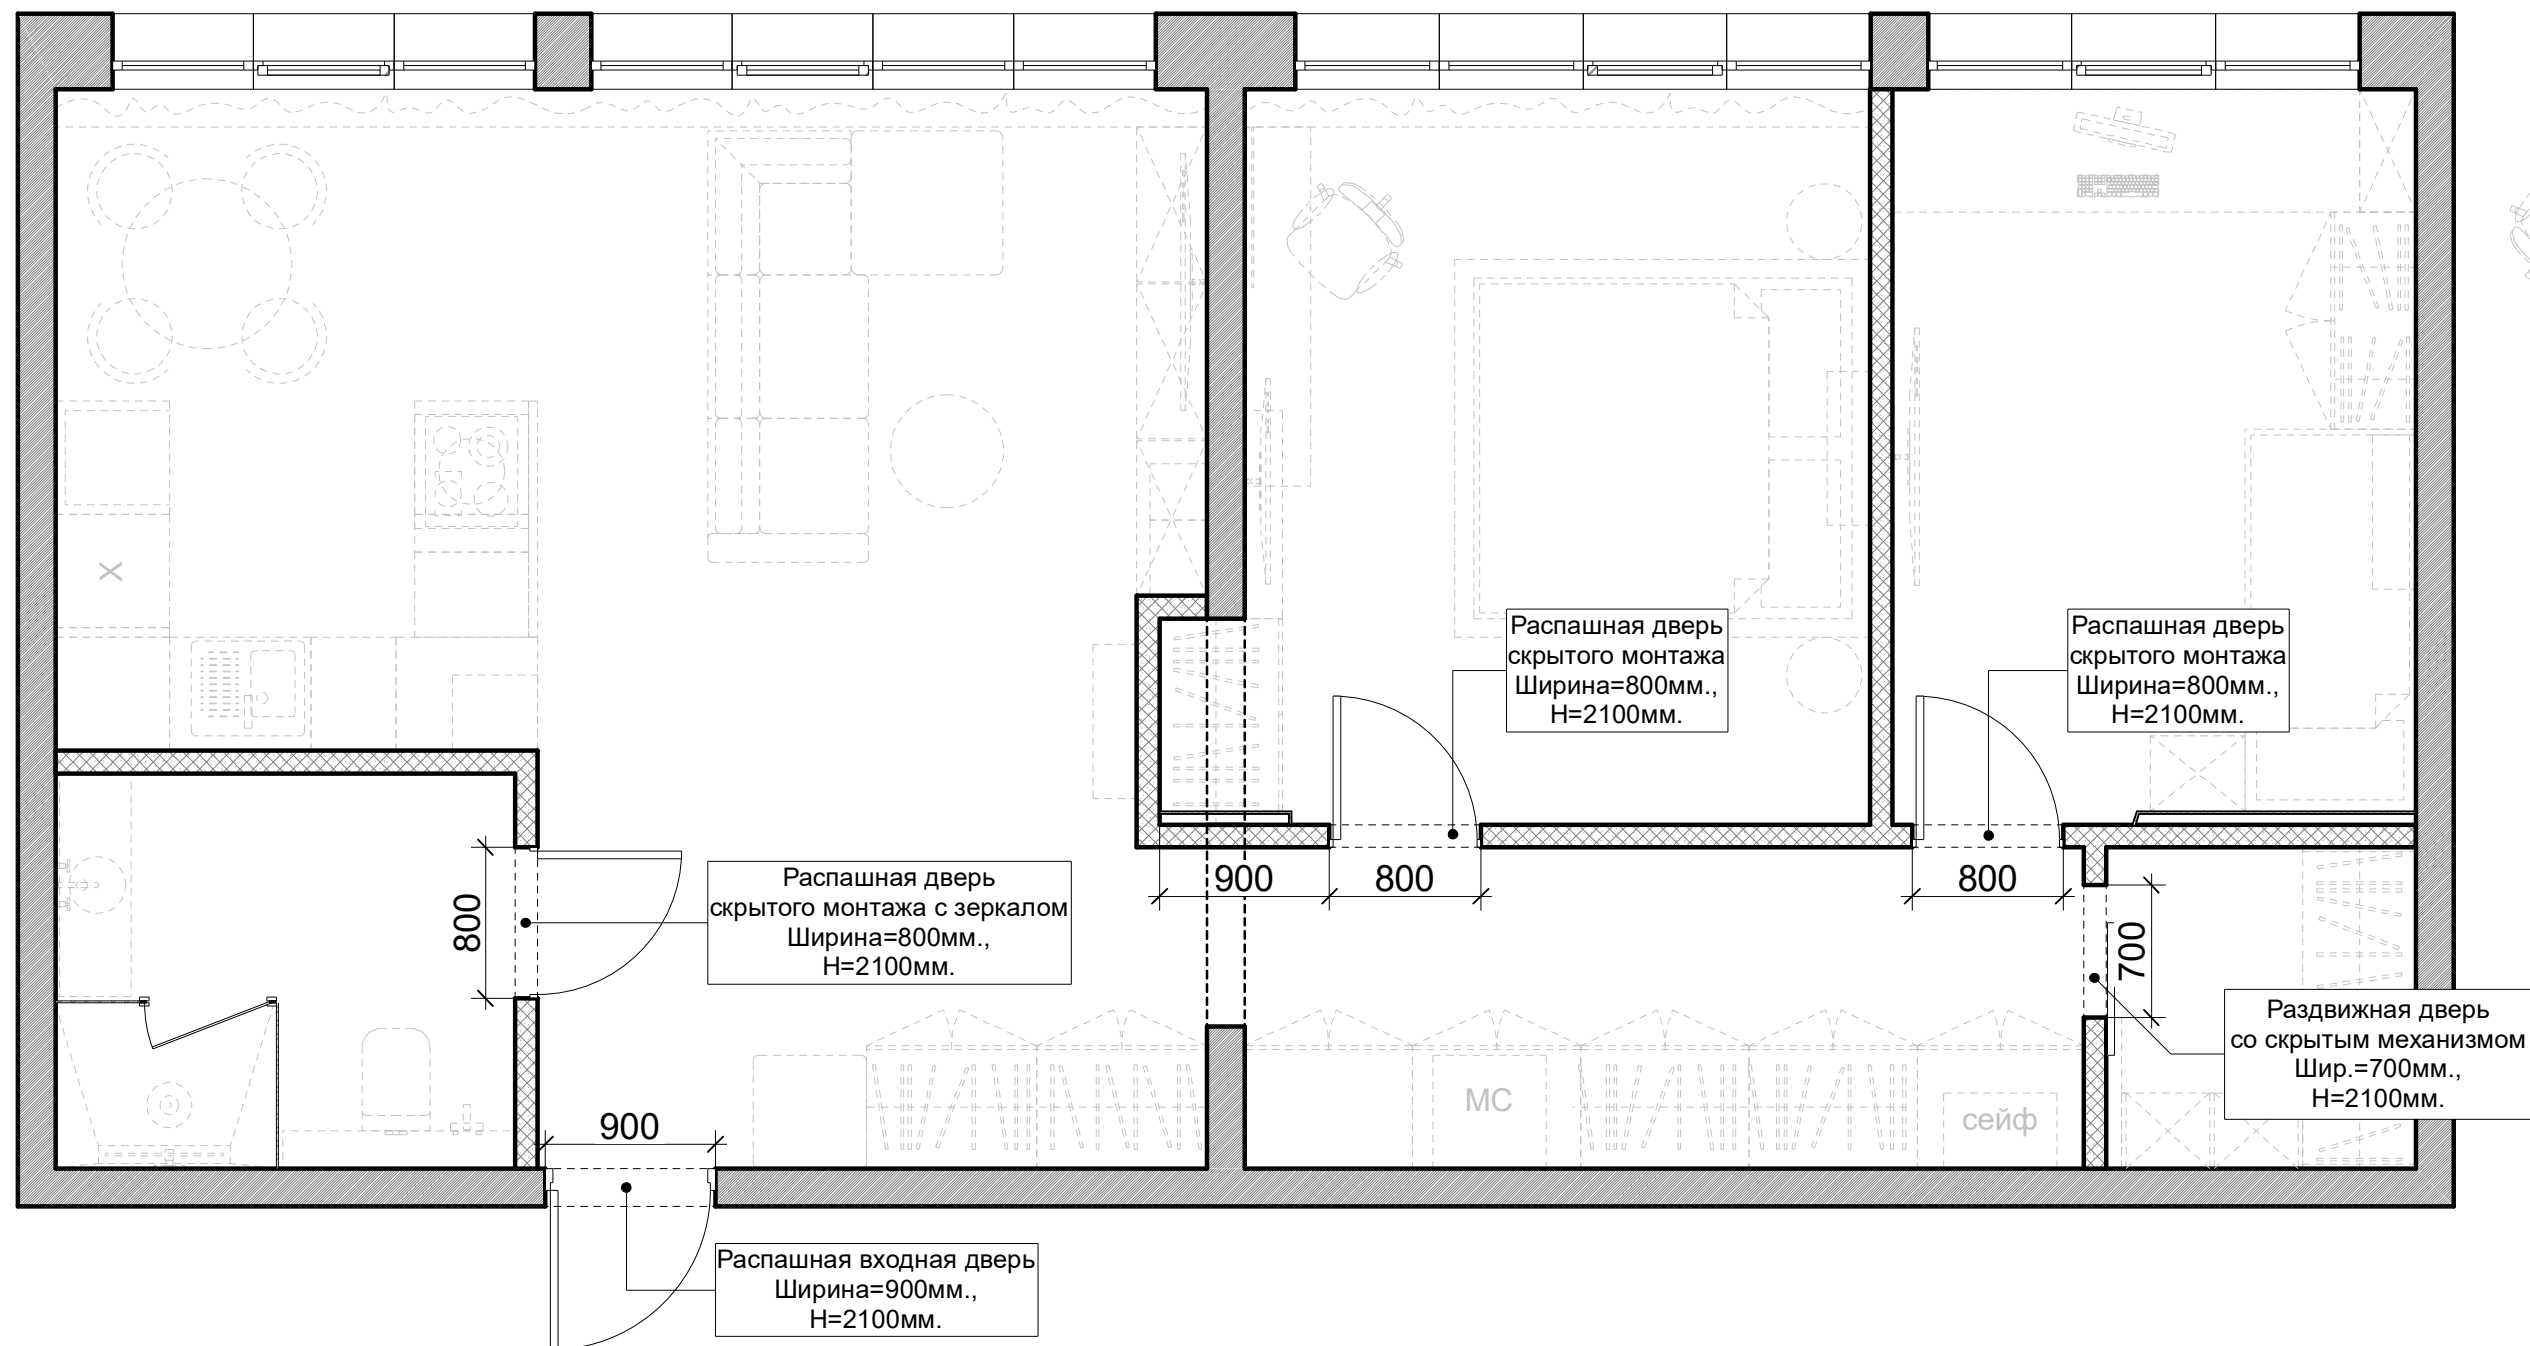 X
Распашная дверь
скрытого монтажа
Ширина=800мм.,
Н=2100мм.
Распашная дверь
скрытого монтажа
Ширина=800мм.,
Н=2100мм.
900
800
800
800
Распашная дверь
скрытого монтажа с зеркалом
Ширина=800мм.,
Н=2100мм.
700
Раздвижная дверь
со скрытым механизмом
Шир.=700мм.,
Н=2100мм.
МС
сейф
900
Распашная входная дверь
Ширина=900мм.,
Н=2100мм.